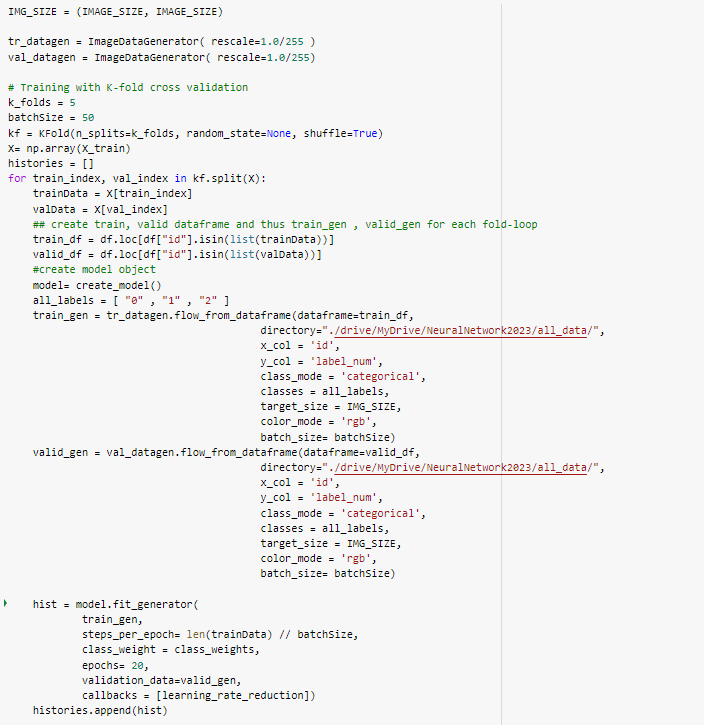 IMG_SIZE = (IMAGE_SIZE, IMAGE_SIZE)
tr_datagen = ImageDataGenerator( rescale=1.0/255 )
val_datagen = ImageDataGenerator( rescale=1.0/255)
# Training with K-fold cross validation
k_folds = 5
batchSize = 50
kf = KFold(n_splits=k_folds, random_state=None, shuffle=True)
X= np.array(X_train)
histories = []
for train_index, val_index in kf.split(X):
    trainData = X[train_index]
    valData = X[val_index]
    ## create train, valid dataframe and thus train_gen , valid_gen for each fold-loop
    train_df = df.loc[df["id"].isin(list(trainData))]
    valid_df = df.loc[df["id"].isin(list(valData))]
    #create model object
    model= create_model()
    all_labels = [ "0" , "1" , "2" ]
    train_gen = tr_datagen.flow_from_dataframe(dataframe=train_df,
                                        directory="./drive/MyDrive/NeuralNetwork2023/all_data/",
                                        x_col = 'id',
                                        y_col = 'label_num',
                                        class_mode = 'categorical',
                                        classes = all_labels,
                                        target_size = IMG_SIZE,
                                        color_mode = 'rgb',
                                        batch_size= batchSize)
    valid_gen = val_datagen.flow_from_dataframe(dataframe=valid_df,
                                        directory="./drive/MyDrive/NeuralNetwork2023/all_data/",
                                        x_col = 'id',
                                        y_col = 'label_num',
                                        class_mode = 'categorical',
                                        classes = all_labels,
                                        target_size = IMG_SIZE,
                                        color_mode = 'rgb',
                                        batch_size= batchSize)
    hist = model.fit_generator(
            train_gen,
            steps_per_epoch= len(trainData) // batchSize,
            class_weight = class_weights,
            epochs= 20,
            validation_data=valid_gen,
            callbacks = [learning_rate_reduction])
    histories.append(hist)